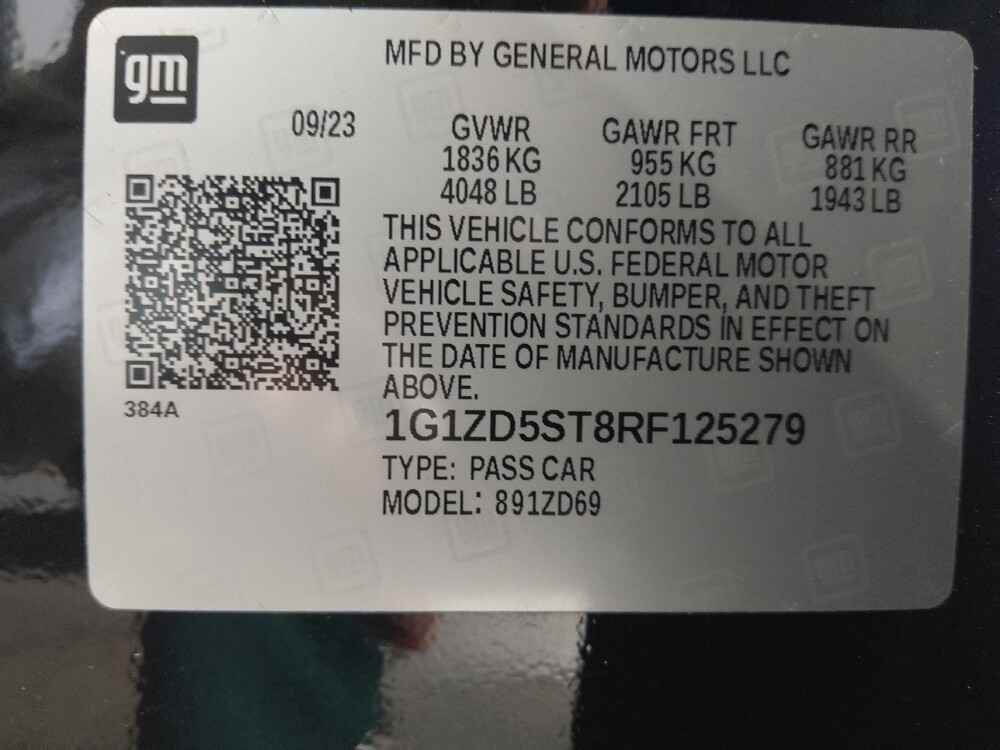 gm
MFD BY GENERAL MOTORS LLC
09/23
GVWR GAWR FRT GAWR RR
1836 KG 955 KG 881 KG
4048 LB 2105 LB 1943 LB
THIS VEHICLE CONFORMS TO ALL
APPLICABLE U.S. FEDERAL MOTOR
VEHICLE SAFETY, BUMPER, AND THEFT
PREVENTION STANDARDS IN EFFECT ON
THE DATE OF MANUFACTURE SHOWN
ABOVE.
384A
1G1ZD5ST8RF125279
TYPE: PASS CAR
MODEL: 891ZD69